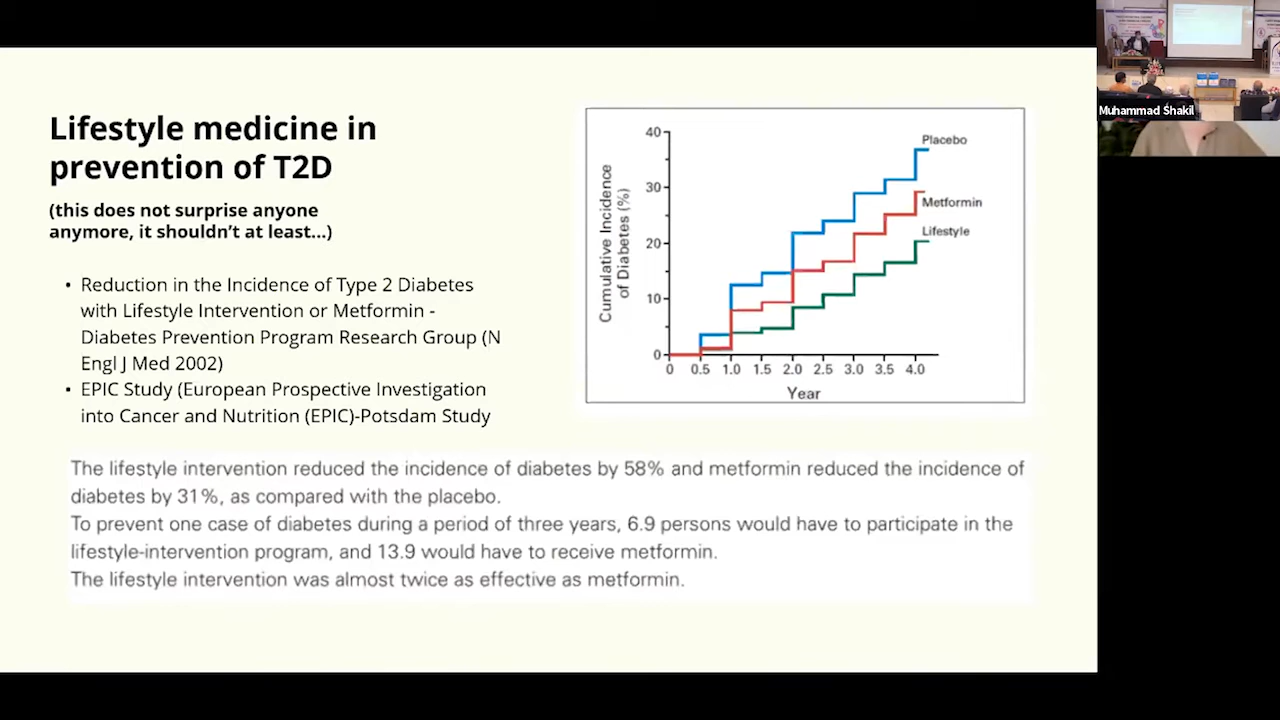 Lifestyle medicine in
prevention of T2D
(this does not surprise anyone
anymore, it shouldn't at least...)
• Reduction in the Incidence of Type 2 Diabetes
with Lifestyle Intervention or Metformin -
Diabetes Prevention Program Research Group (N
Engl J Med 2002)
• EPIC Study (European Prospective Investigation
into Cancer and Nutrition (EPIC)-Potsdam Study
Cumulative Incidence
of Diabetes (%)
40
30
20
10
0
0 0.5 1.0 1.5 2.0 2.5 3.0 3.5 4.0
Year
Placebo
Metformin
Lifestyle
The lifestyle intervention reduced the incidence of diabetes by 58% and metformin reduced the incidence of
diabetes by 31%, as compared with the placebo.
To prevent one case of diabetes during a period of three years, 6.9 persons would have to participate in the
lifestyle-intervention program, and 13.9 would have to receive metformin.
The lifestyle intervention was almost twice as effective as metformin.
Muhammad Shakil